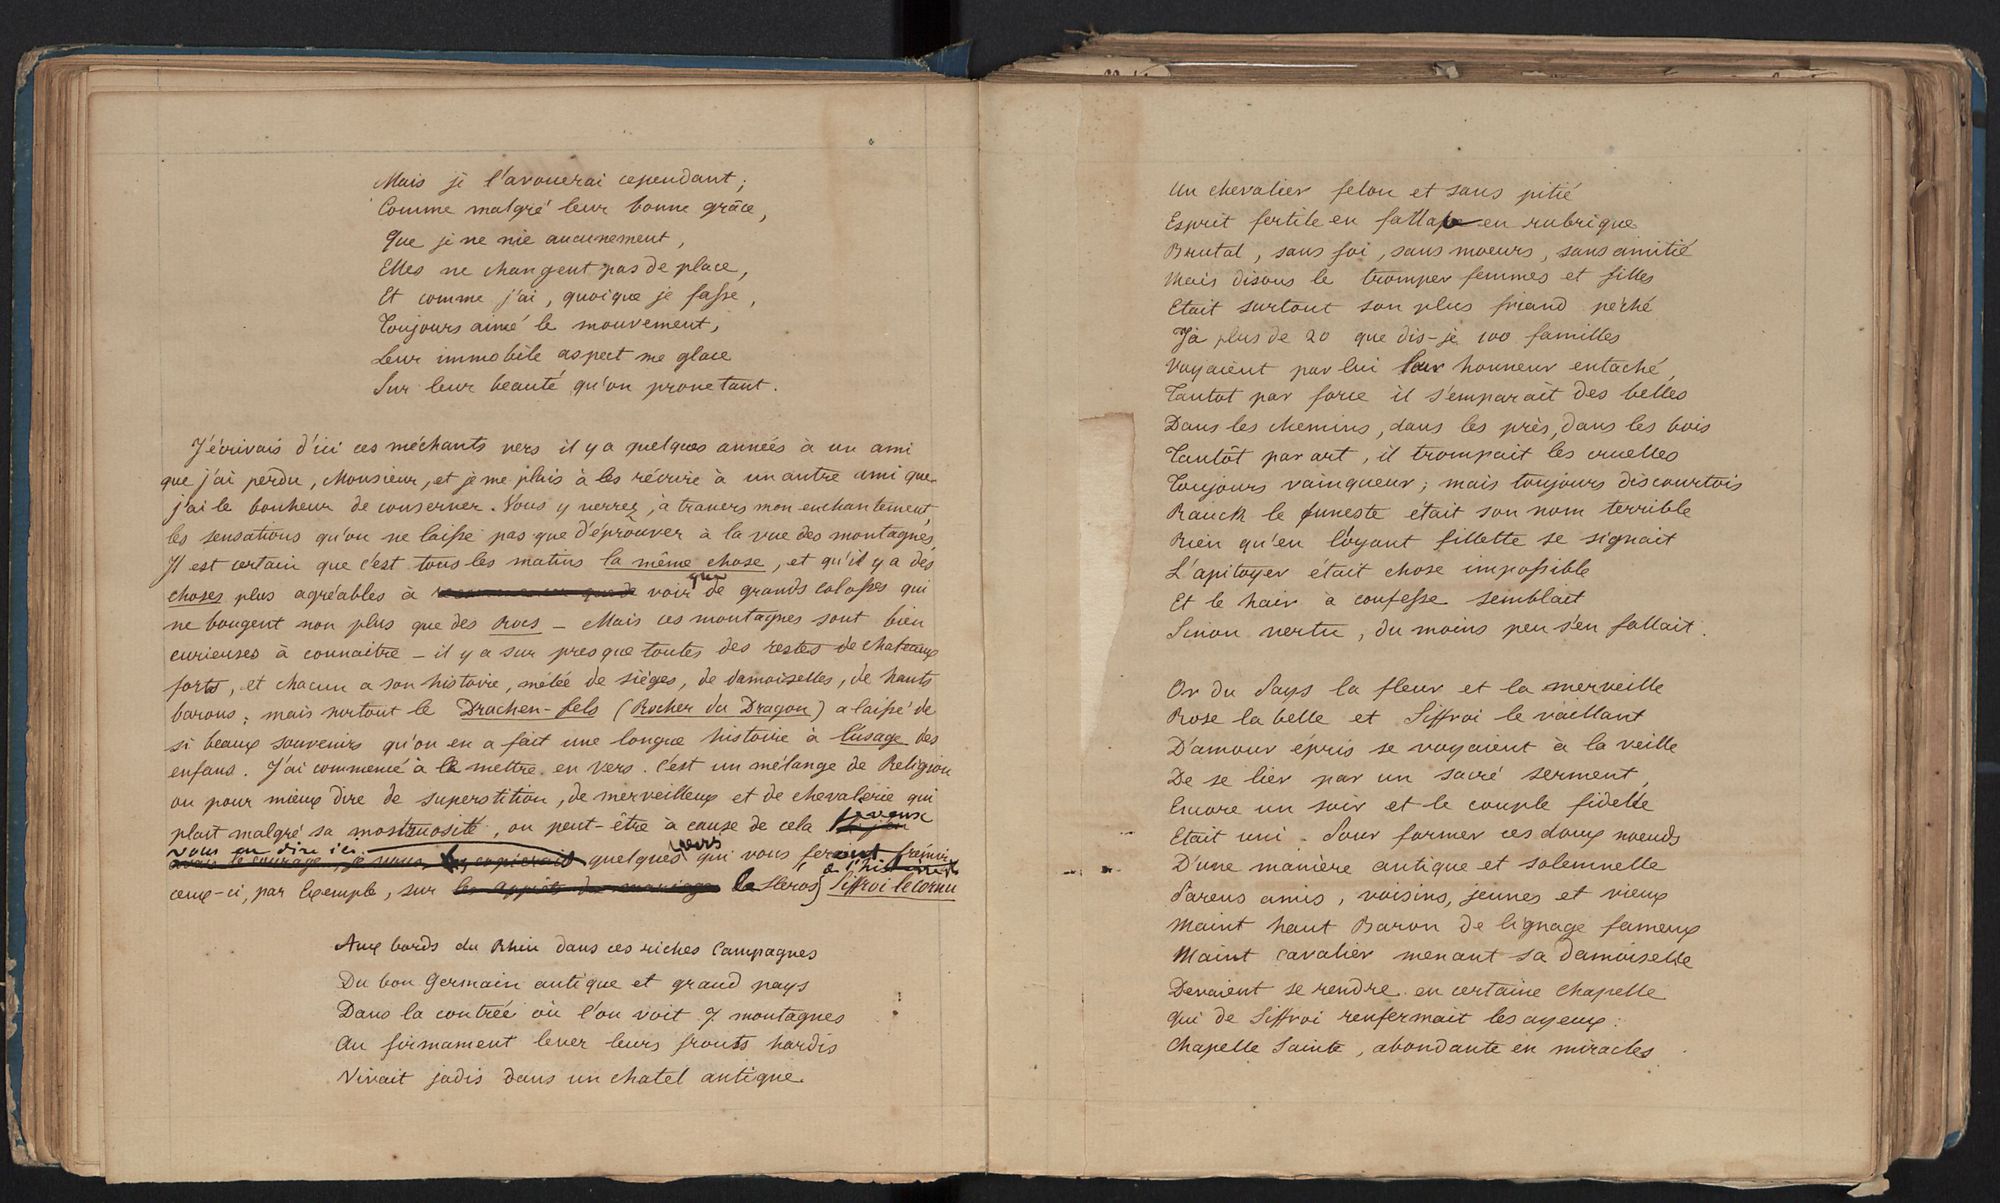 Mais je l'avouerai cependant;
Comme malgré leur bonne grâce,
Que je ne nie aucunement,
Elles ne changent pas de place,
Et comme j'ai, quoique je fasse,
Toujours aimé le mouvement,
Leur immobile aspect me glace
Sur leur beauté qu'on prone tant.
J'écrivais d'ici ces méchants vers il y a quelques années à un ami
que j'ai perdu, Monsieur, et je me plais à les récrire à un autre ami que
j'ai le bonheur de conserver. Vous y verrez, à travers mon enchantement,
les sensations qu'on ne laisse pas que d'éprouver à la vue des montagnes,
Il est certain que c'est tous les matins la même chose, et qu'il y a des
choses plus agréables à voir que de grands colosses qui
ne bougent non plus que des Rocs - Mais ces montagnes sont bien
curieuses à connaitre - il y a sur presque toutes des restes de chateaux
forts, et chacun a son histoire, mêlée de sièges, de damoiselles, de hauts
barons; mais surtout le Drachen-fels (Rocher du Dragon) a laissé de
si beaux souvenirs qu'on en a fait une longue histoire à l'usage des
enfans. J'ai commencé à la mettre en vers. C'est un mélange de Religion
ou pour mieux dire de superstition, de merveilleux et de chevalerie qui
plait malgré sa mostruosité, ou peut-être à cause de cela je veux
vous en dire ici
avais le courage, je vous en copierais quelques vers qui vous feront frémir
ceux-ci, par Exemple, sur les apprêts du mariage le Héros } Siffroi le cornu
Aux bords du Rhin dans ces riches Campagnes
Du bon Germain antique et grand pays
Dans la contrée où l'on voit 7 montagnes
Au firmament lever leurs fronts hardis
Vivait jadis dans un chatel antique
Un chevalier felon et sans pitié
Esprit fertile en fallace en rubrique
Brutal, sans foi, sans moeurs, sans amitié
Mais disons le tromper femmes et filles
Etait surtout son plus friand péché
Jà plus de 20 que dis-je 100 familles
Voyaient par lui leur honneur entaché,
Tantot par force il s'emparait des belles
Dans les chemins, dans les près, dans les bois
Tantôt par art, il trompait les cruelles
Toujours vainqueur; mais toujours discourtois
Rauck le funeste était son nom terrible
Rien qu'en l'oyant fillette se signait
L'apitoyer était chose impossible
Et le hair à confesse semblait
Sinon vertu, du moins peu s'en fallait.
Or du Pays la fleur et la merveille
Rose la belle et Siffroi le vaillant
D'amour épris se voyaient à la veille
De se lier par un sacré serment,
Encore un soir et le couple fidelle
Etait uni. Pour former ces doux noeuds
D'une manière antique et solemnelle
Parens amis, voisins, jeunes et vieux
Maint haut Baron de lignage fameux
Maint cavalier menant sa damoiselle
Devaient se rendre en certaine chapelle
Qui de Siffroi renfermait les ayeux:
Chapelle Sainte, abondante en miracles